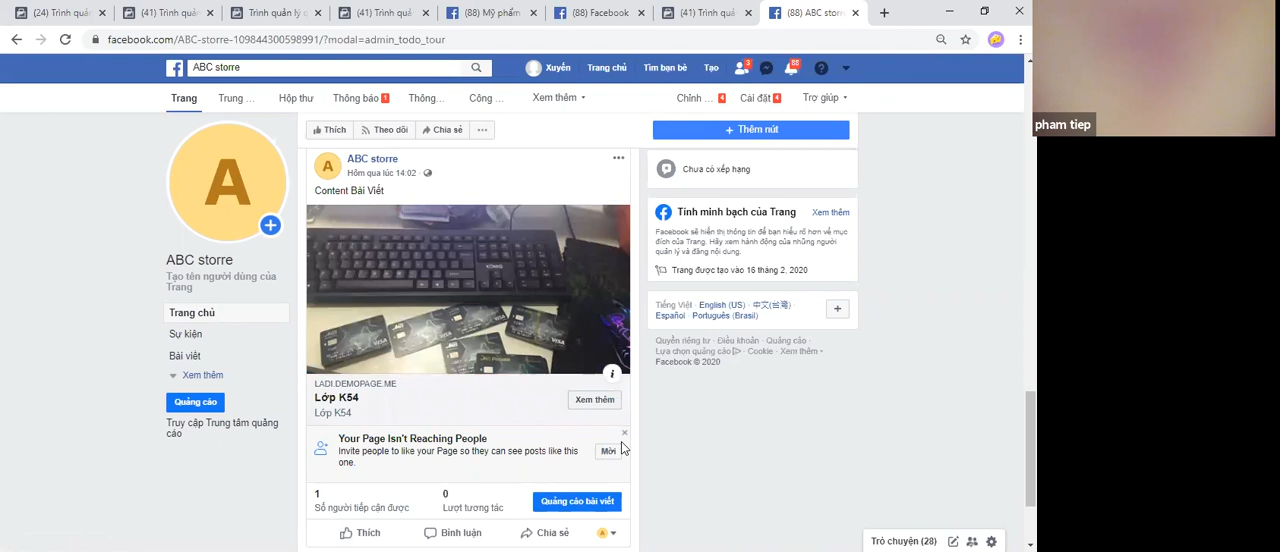 (24) Trình quản
(41) Trình quản
Trình quản lý q
(41) Trình quả
(88) Mỹ phẩm
(88) Facebook
(41) Trình quả
(88) ABC storr
facebook.com/ABC-storre-109844300598991/?modal=admin_todo_tour
ABC storre
Xuyến
Trang chủ
Tìm bạn bè
Tạo
3
88
Trang
Trung ...
Hộp thư
Thông báo 1
Thông...
Công ...
Xem thêm
Chỉnh ... 4
Cài đặt 4
Trợ giúp
pham tiep
A
ABC storre
Tạo tên người dùng của
Trang
Trang chủ
Sự kiện
Bài viết
Xem thêm
Quảng cáo
Truy cập Trung tâm quảng
cáo
Thích
Theo dõi
Chia sẻ
...
+ Thêm nút
A
ABC storre
...
Hôm qua lúc 14:02 ·
Content Bài Viết
VISA
VISA
LADI.DEMOPAGE.ME
Lớp K54
Lớp K54
Xem thêm
Your Page Isn't Reaching People
Invite people to like your Page so they can see posts like this
one.
Mời
1
Số người tiếp cận được
0
Lượt tương tác
Quảng cáo bài viết
Thích
Bình luận
Chia sẻ
A
Chưa có xếp hạng
Tính minh bạch của Trang
Xem thêm
Facebook sẽ hiển thị thông tin để bạn hiểu rõ hơn về mục
đích của Trang. Hãy xem hành động của những người
quản lý và đăng nội dung.
Trang được tạo vào 16 tháng 2, 2020
Tiếng Việt · English (US) · 中文(台灣) ·
Español · Português (Brasil)
+
Quyền riêng tư · Điều khoản · Quảng cáo ·
Lựa chọn quảng cáo · Cookie · Xem thêm
Facebook © 2020
Trò chuyện (28)